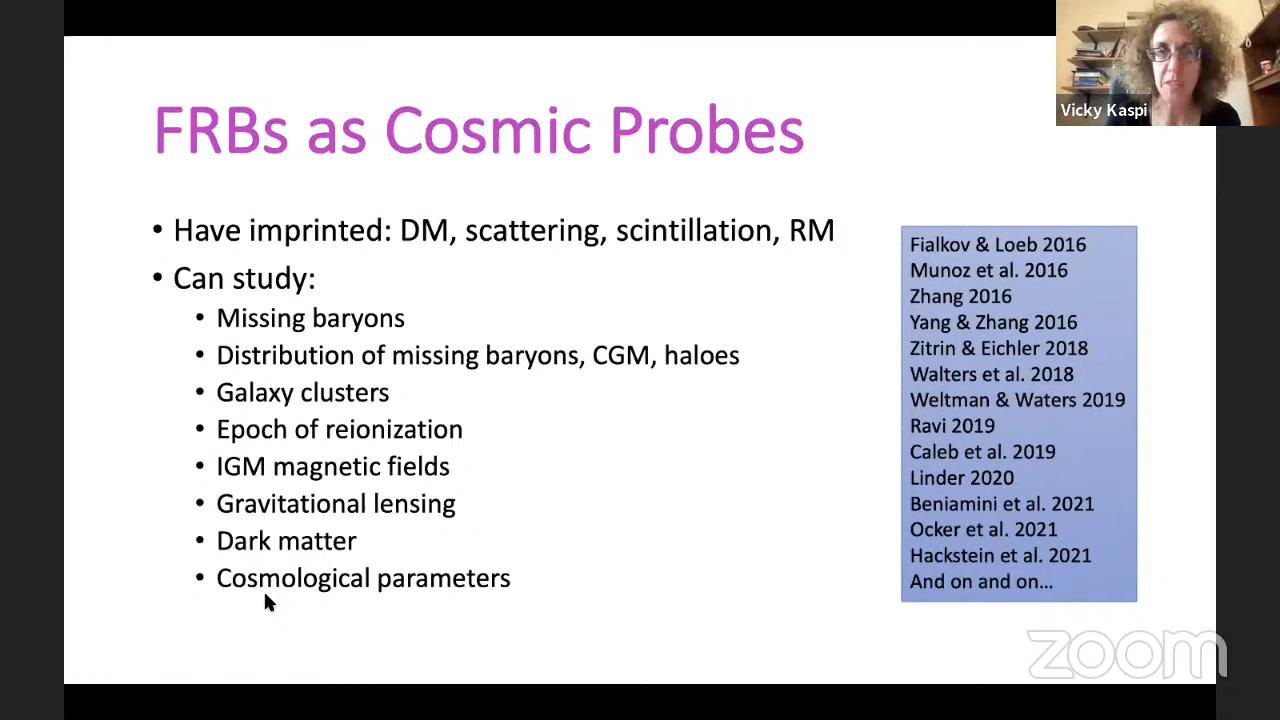 FRBs as Cosmic Probes
Vicky Kaspi
• Have imprinted: DM, scattering, scintillation, RM
• Can study:
• Missing baryons
• Distribution of missing baryons, CGM, haloes
• Galaxy clusters
• Epoch of reionization
• IGM magnetic fields
• Gravitational lensing
• Dark matter
• Cosmological parameters
Fialkov & Loeb 2016
Munoz et al. 2016
Zhang 2016
Yang & Zhang 2016
Zitrin & Eichler 2018
Walters et al. 2018
Weltman & Waters 2019
Ravi 2019
Caleb et al. 2019
Linder 2020
Beniamini et al. 2021
Ocker et al. 2021
Hackstein et al. 2021
And on and on…
zoom